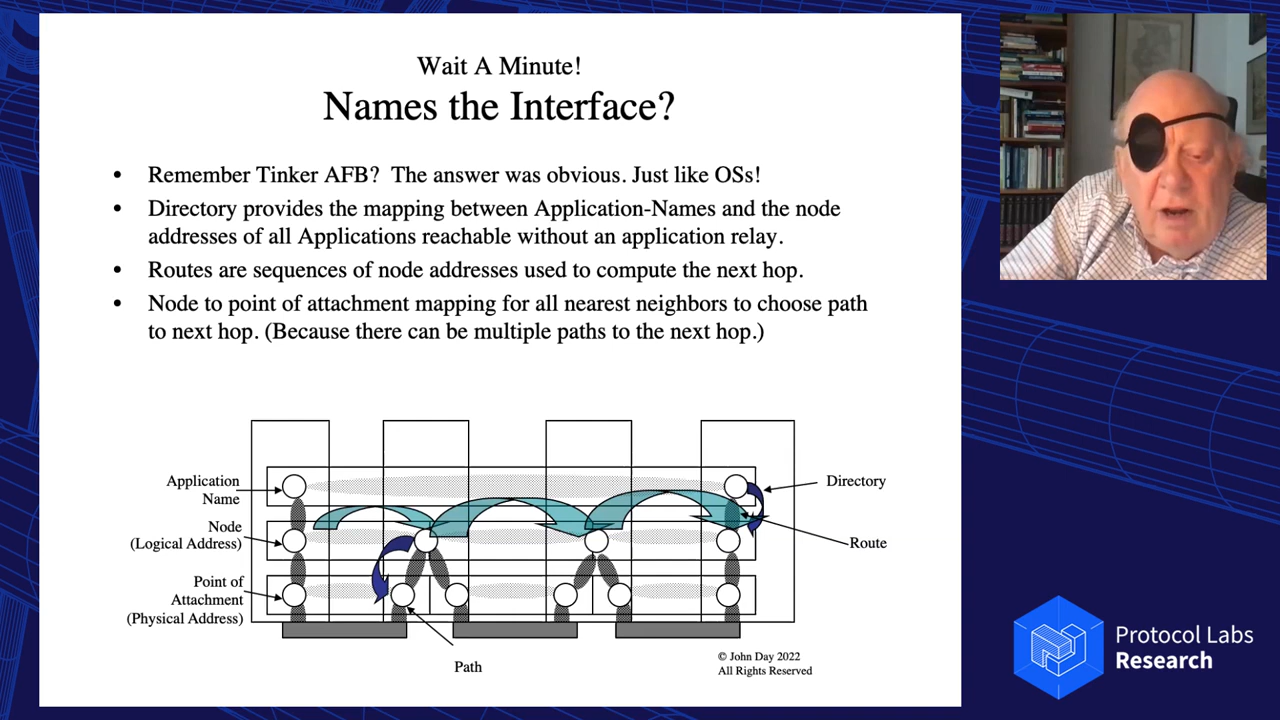 Wait A Minute!
Names the Interface?
• Remember Tinker AFB? The answer was obvious. Just like OSs!
• Directory provides the mapping between Application-Names and the node
addresses of all Applications reachable without an application relay.
• Routes are sequences of node addresses used to compute the next hop.
• Node to point of attachment mapping for all nearest neighbors to choose path
to next hop. (Because there can be multiple paths to the next hop.)
Application
Name
Directory
Node
(Logical Address)
Route
Point of
Attachment
(Physical Address)
Path
© John Day 2022
All Rights Reserved
Protocol Labs
Research